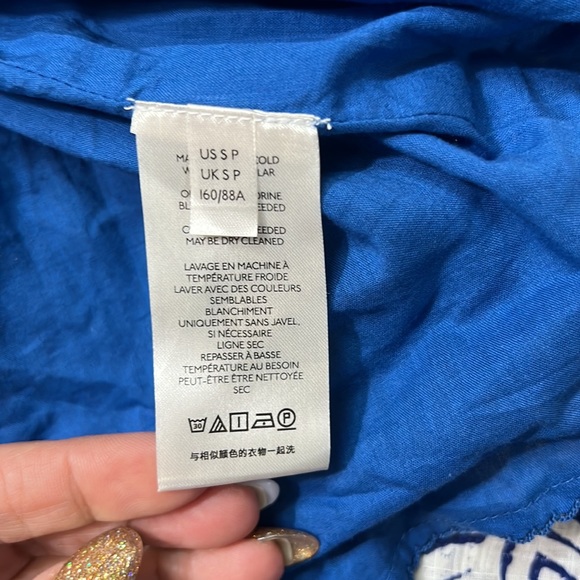 US S P
UK S P
160/88A
MAY BE DRY CLEANED
LAVAGE EN MACHINE À
TEMPÉRATURE FROIDE
LAVER AVEC DES COULEURS
SEMBLABLES
BLANCHIMENT
UNIQUEMENT SANS JAVEL,
SI NÉCESSAIRE
LIGNE SEC
REPASSER À BASSE
TEMPÉRATURE AU BESOIN
PEUT-ÊTRE ÊTRE NETTOYÉE
SEC
30
P
与相似颜色的衣物一起洗